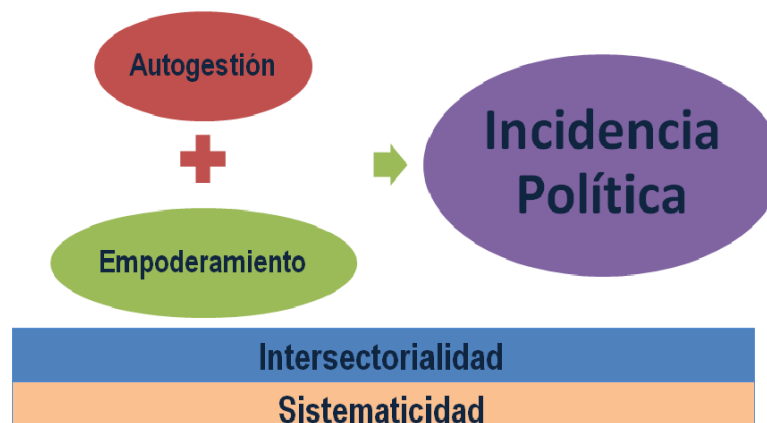 Autogestión
Empoderamiento
Incidencia
Política
Intersectorialidad
Sistematicidad